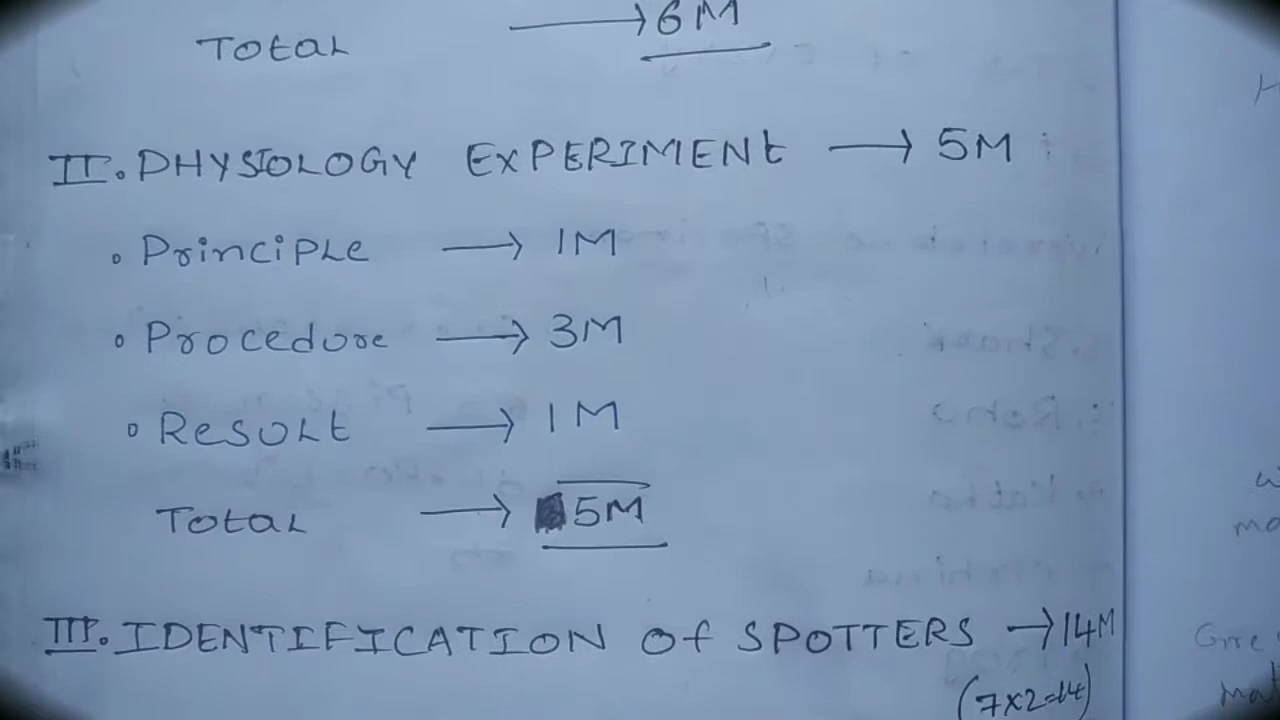 Total → 6M
II. PHYSIOLOGY EXPERIMENt → 5M
Principle → 1M
Procedure → 3M
Result → 1M
Total → 5M
III. IDENTIFICATION Of SPOTTERS → 14M
(7x2=14)